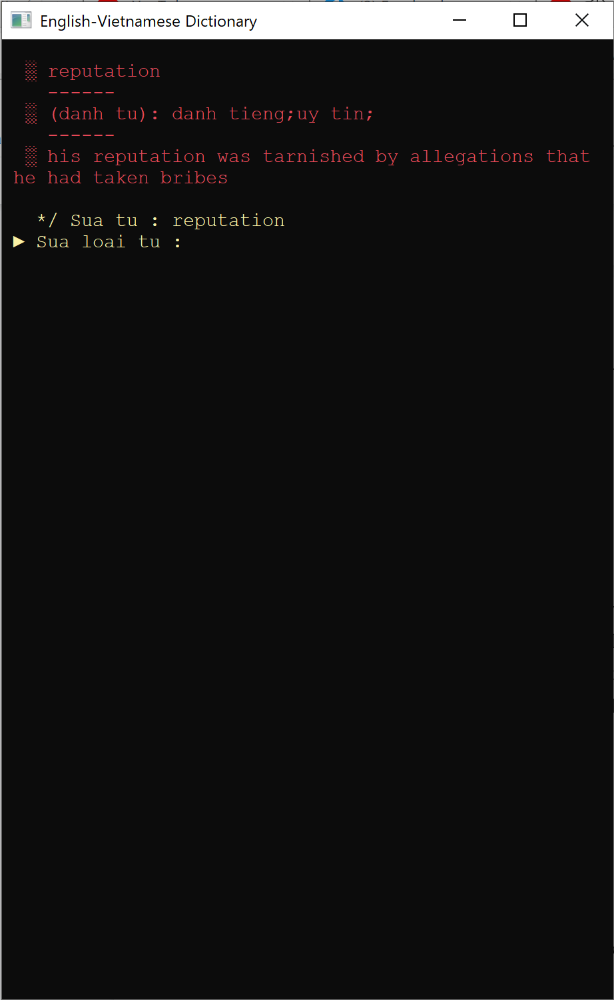 English-Vietnamese Dictionary
░ reputation
------
░ (danh tu): danh tieng;uy tin;
------
░ his reputation was tarnished by allegations that
he had taken bribes
*/ Sua tu : reputation
► Sua loai tu :